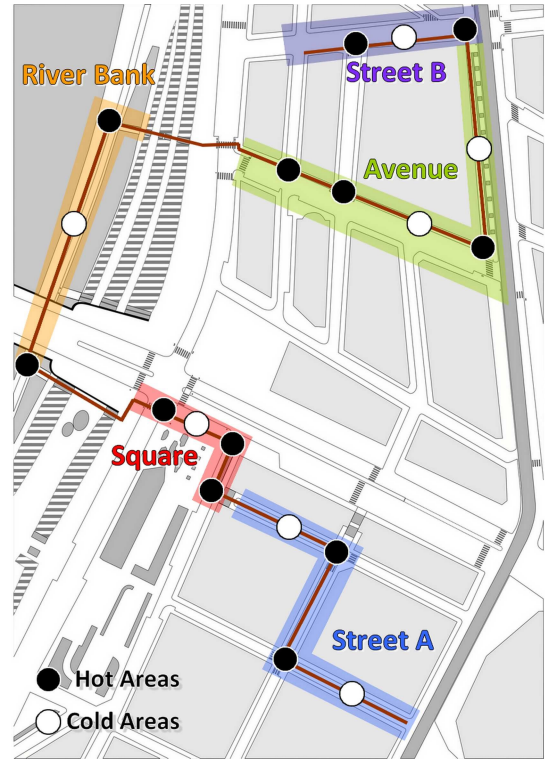 River Bank
Street B
Avenue
Square
Street A
Hot Areas
Cold Areas